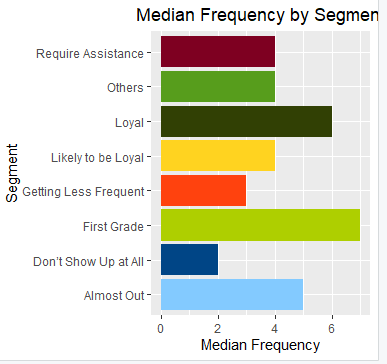 Median Frequency by Segmen
Require Assistance
Others
Loyal
Likely to be Loyal
Getting Less Frequent
First Grade
Don't Show Up at All
Almost Out
Segment
0 2 4 6
Median Frequency